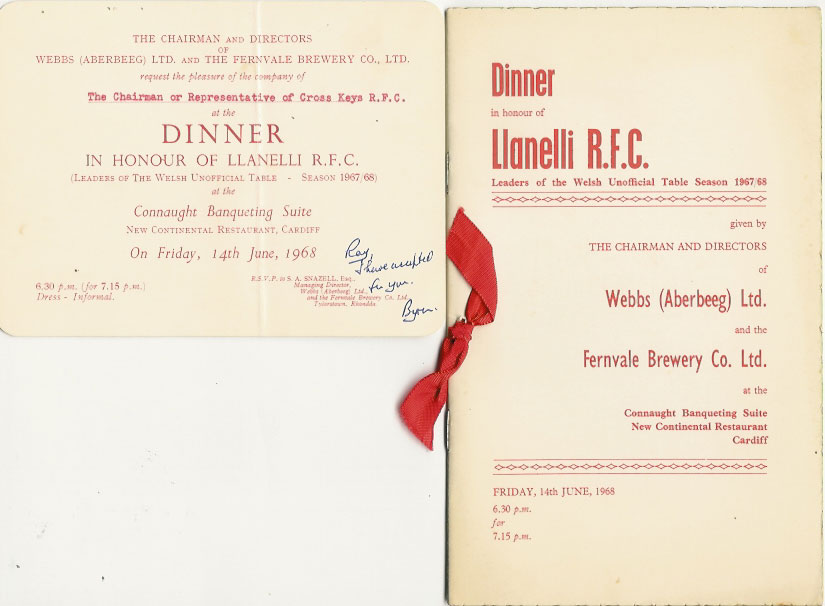 THE CHAIRMAN AND DIRECTORS
OF
WEBBS (ABERBEEG) LTD. AND THE FERNVALE BREWERY CO., LTD.
request the pleasure of the company of
The Chairman or Representative of Cross Keys R.F.C.
at the
DINNER
IN HONOUR OF LLANELLI R.F.C.
(LEADERS OF THE WELSH UNOFFICIAL TABLE - SEASON 1967/68)
at the
Connaught Banqueting Suite
NEW CONTINENTAL RESTAURANT, CARDIFF
On Friday, 14th June, 1968
6.30 p.m. (for 7.15 p.m.)
Dress - Informal.
R.S.V.P. to S. A. SNAZELL, Esq.,
Managing Director,
Webbs (Aberbeeg) Ltd.,
and the Fernvale Brewery Co. Ltd.
Tylorstown, Rhondda.
Ray,
I have accepted
for you.
Byron.
Dinner
in honour of
Llanelli R.F.C.
Leaders of the Welsh Unofficial Table Season 1967/68
given by
THE CHAIRMAN AND DIRECTORS
of
Webbs (Aberbeeg) Ltd.
and the
Fernvale Brewery Co. Ltd.
at the
Connaught Banqueting Suite
New Continental Restaurant
Cardiff
FRIDAY, 14th JUNE, 1968
6.30 p.m.
for
7.15 p.m.